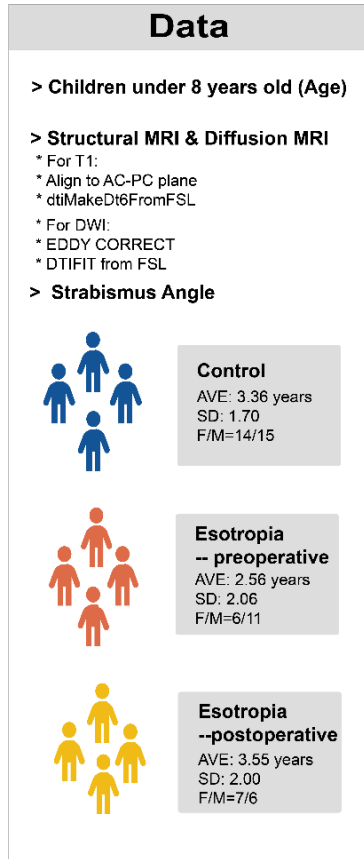 Data
> Children under 8 years old (Age)
> Structural MRI & Diffusion MRI
* For T1:
* Align to AC-PC plane
* dtiMakeDt6FromFSL
* For DWI:
* EDDY CORRECT
* DTIFIT from FSL
> Strabismus Angle
Control
AVE: 3.36 years
SD: 1.70
F/M=14/15
Esotropia
-- preoperative
AVE: 2.56 years
SD: 2.06
F/M=6/11
Esotropia
--postoperative
AVE: 3.55 years
SD: 2.00
F/M=7/6